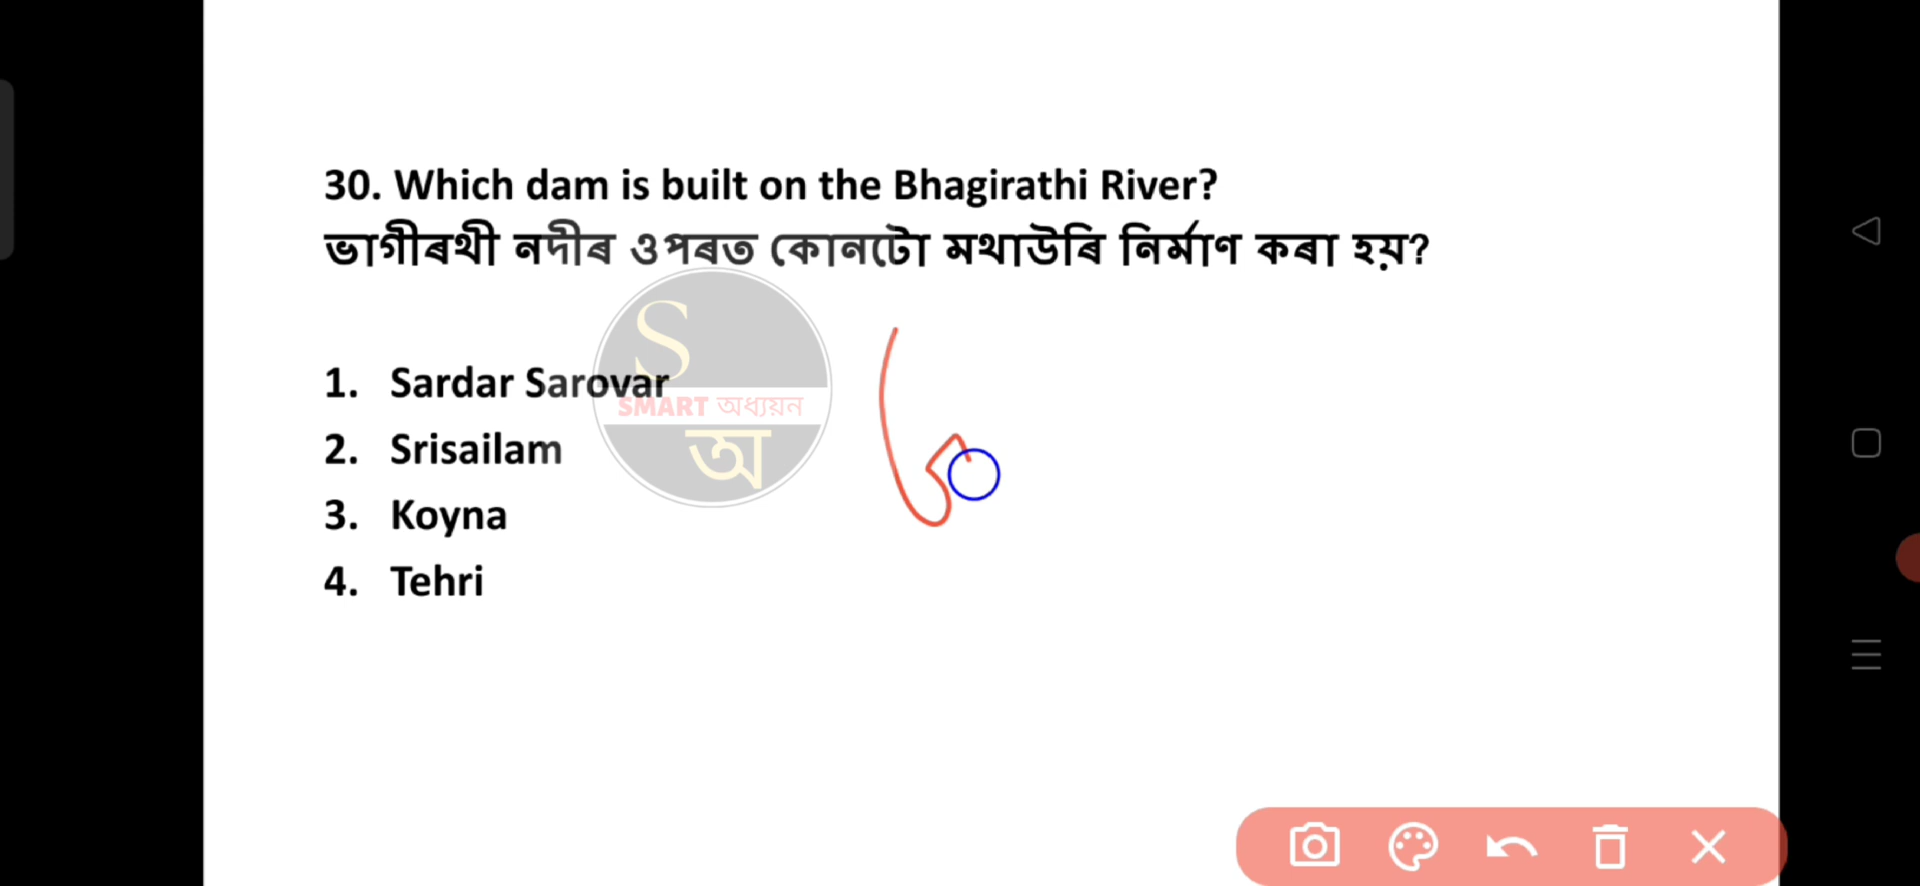 30. Which dam is built on the Bhagirathi River?
ভাগীৰথী নদীৰ ওপৰত কোনটো মথাউৰি নিৰ্মাণ কৰা হয়?
S
1. Sardar Sarovar
SMART অধ্যয়ন
2. Srisailam
অ
3. Koyna
4. Tehri